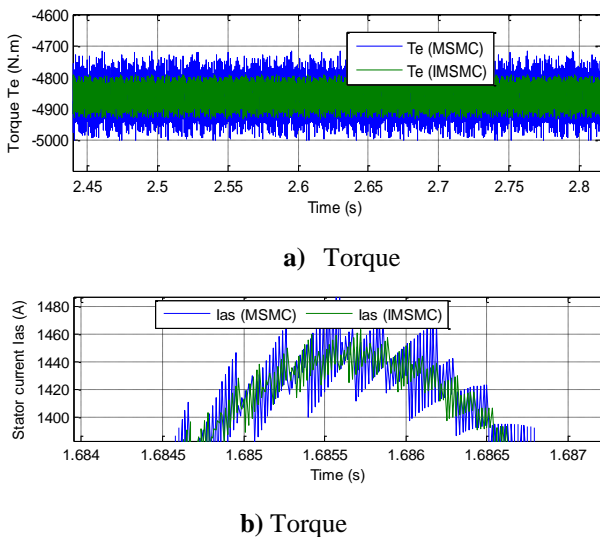 -4600
-4700
-4800
-4900
-5000
Torque Te (N.m)
Te (MSMC)
Te (IMSMC)
2.45 2.5 2.55 2.6 2.65 2.7 2.75 2.8
Time (s)
a) Torque
1480
1460
1440
1420
1400
Stator current Ias (A)
Ias (MSMC) Ias (IMSMC)
1.684 1.6845 1.685 1.6855 1.686 1.6865 1.687
Time (s)
b) Torque